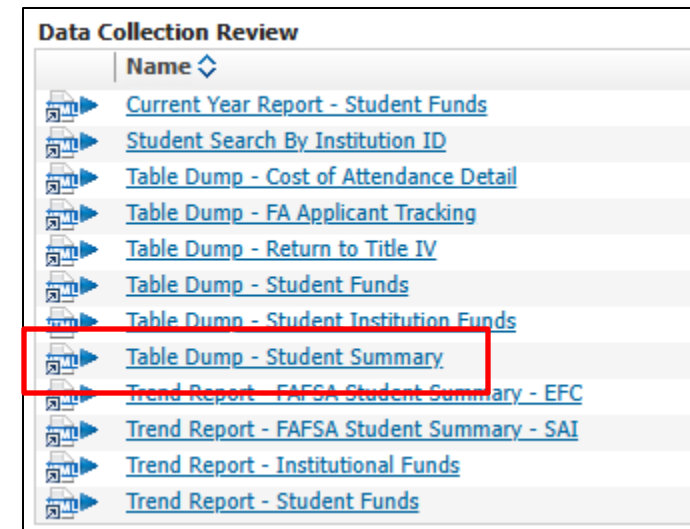 Data Collection Review
Name
Current Year Report - Student Funds
Student Search By Institution ID
Table Dump - Cost of Attendance Detail
Table Dump - FA Applicant Tracking
Table Dump - Return to Title IV
Table Dump - Student Funds
Table Dump - Student Institution Funds
Table Dump - Student Summary
Trend Report - FAFSA Student Summary - EFC
Trend Report - FAFSA Student Summary - SAI
Trend Report - Institutional Funds
Trend Report - Student Funds